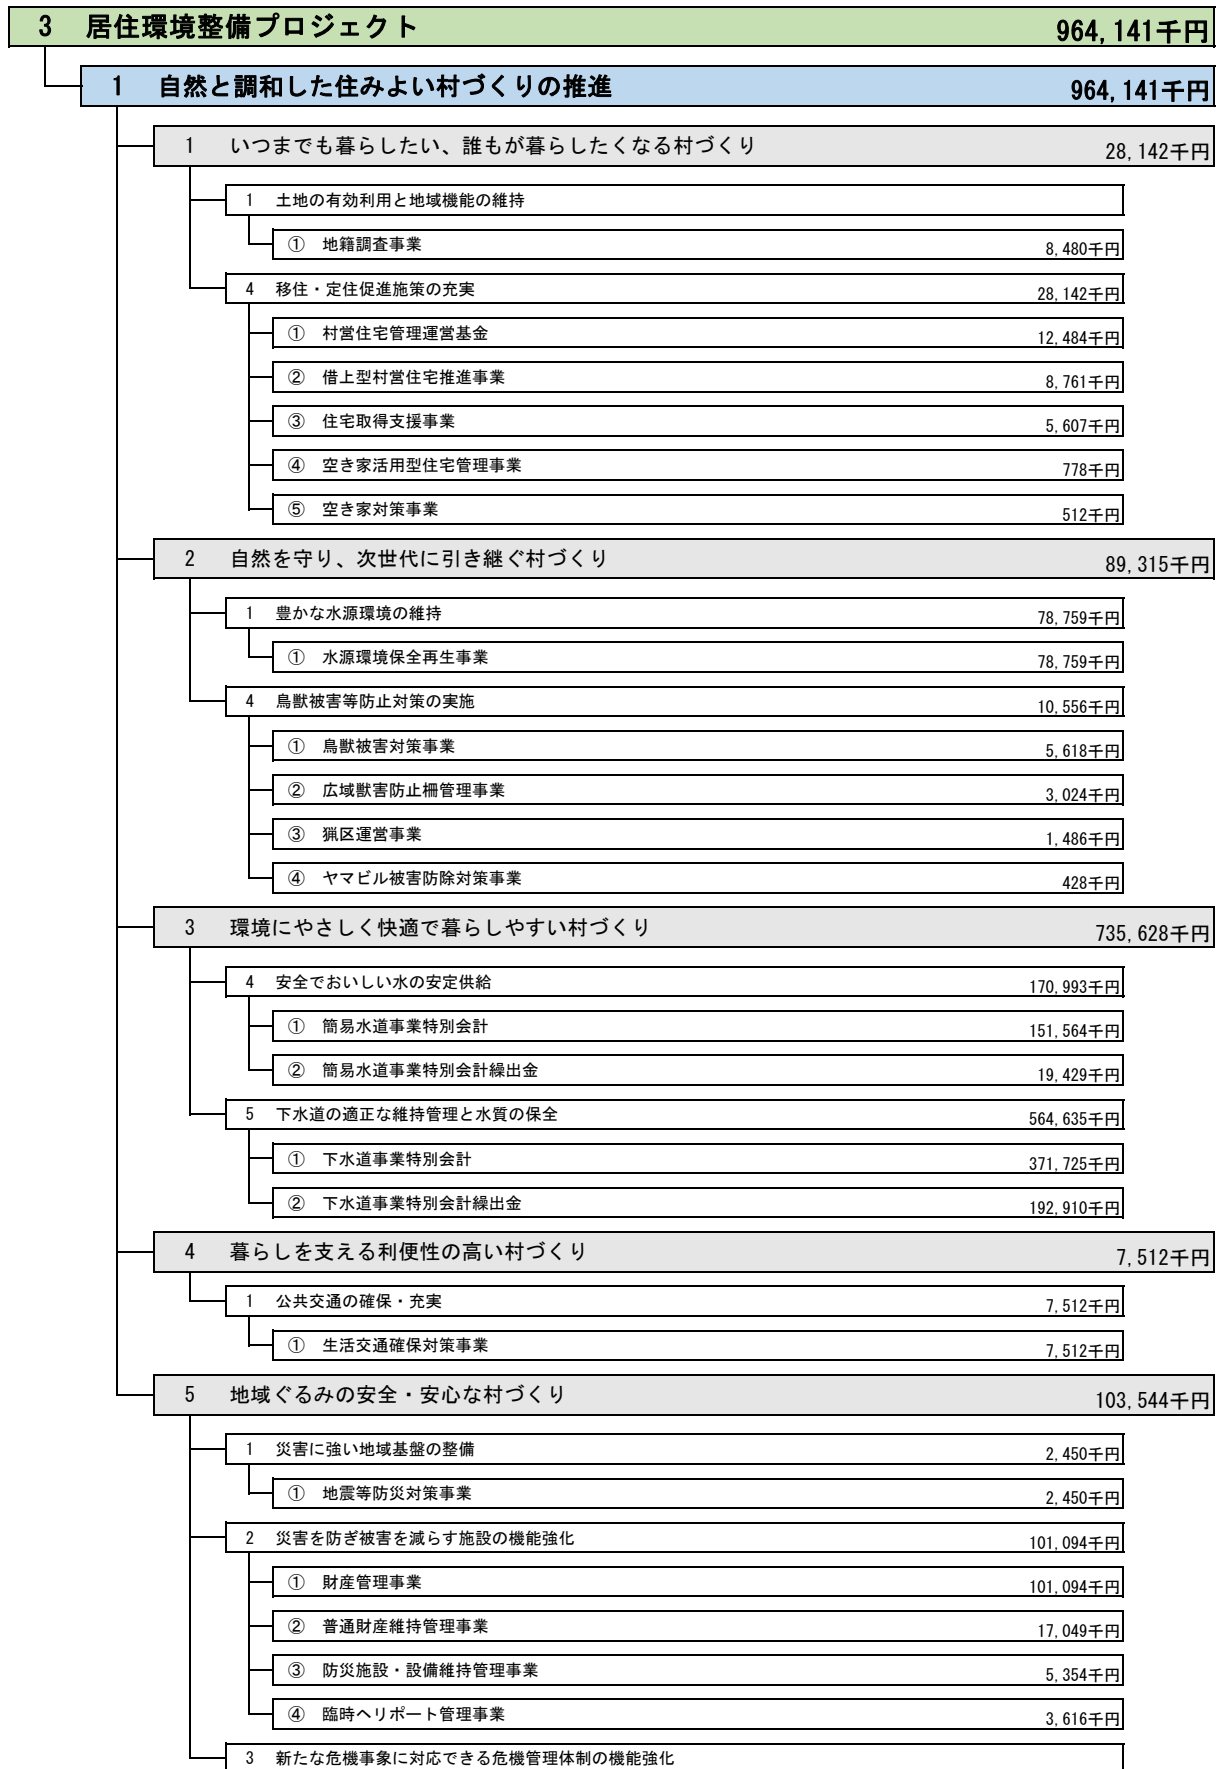 3 居住環境整備プロジェクト 964,141千円
1 自然と調和した住みよい村づくりの推進 964,141千円
1 いつまでも暮らしたい、誰もが暮らしたくなる村づくり 28,142千円
1 土地の有効利用と地域機能の維持
① 地籍調査事業 8,480千円
4 移住・定住促進施策の充実 28,142千円
① 村営住宅管理運営基金 12,484千円
② 借上型村営住宅推進事業 8,761千円
③ 住宅取得支援事業 5,607千円
④ 空き家活用型住宅管理事業 778千円
⑤ 空き家対策事業 512千円
2 自然を守り、次世代に引き継ぐ村づくり 89,315千円
1 豊かな水源環境の維持 78,759千円
① 水源環境保全再生事業 78,759千円
4 鳥獣被害等防止対策の実施 10,556千円
① 鳥獣被害対策事業 5,618千円
② 広域獣害防止柵管理事業 3,024千円
③ 猟区運営事業 1,486千円
④ ヤマビル被害防除対策事業 428千円
3 環境にやさしく快適で暮らしやすい村づくり 735,628千円
4 安全でおいしい水の安定供給 170,993千円
① 簡易水道事業特別会計 151,564千円
② 簡易水道事業特別会計繰出金 19,429千円
5 下水道の適正な維持管理と水質の保全 564,635千円
① 下水道事業特別会計 371,725千円
② 下水道事業特別会計繰出金 192,910千円
4 暮らしを支える利便性の高い村づくり 7,512千円
1 公共交通の確保・充実 7,512千円
① 生活交通確保対策事業 7,512千円
5 地域ぐるみの安全・安心な村づくり 103,544千円
1 災害に強い地域基盤の整備 2,450千円
① 地震等防災対策事業 2,450千円
2 災害を防ぎ被害を減らす施設の機能強化 101,094千円
① 財産管理事業 101,094千円
② 普通財産維持管理事業 17,049千円
③ 防災施設・設備維持管理事業 5,354千円
④ 臨時ヘリポート管理事業 3,616千円
3 新たな危機事象に対応できる危機管理体制の機能強化